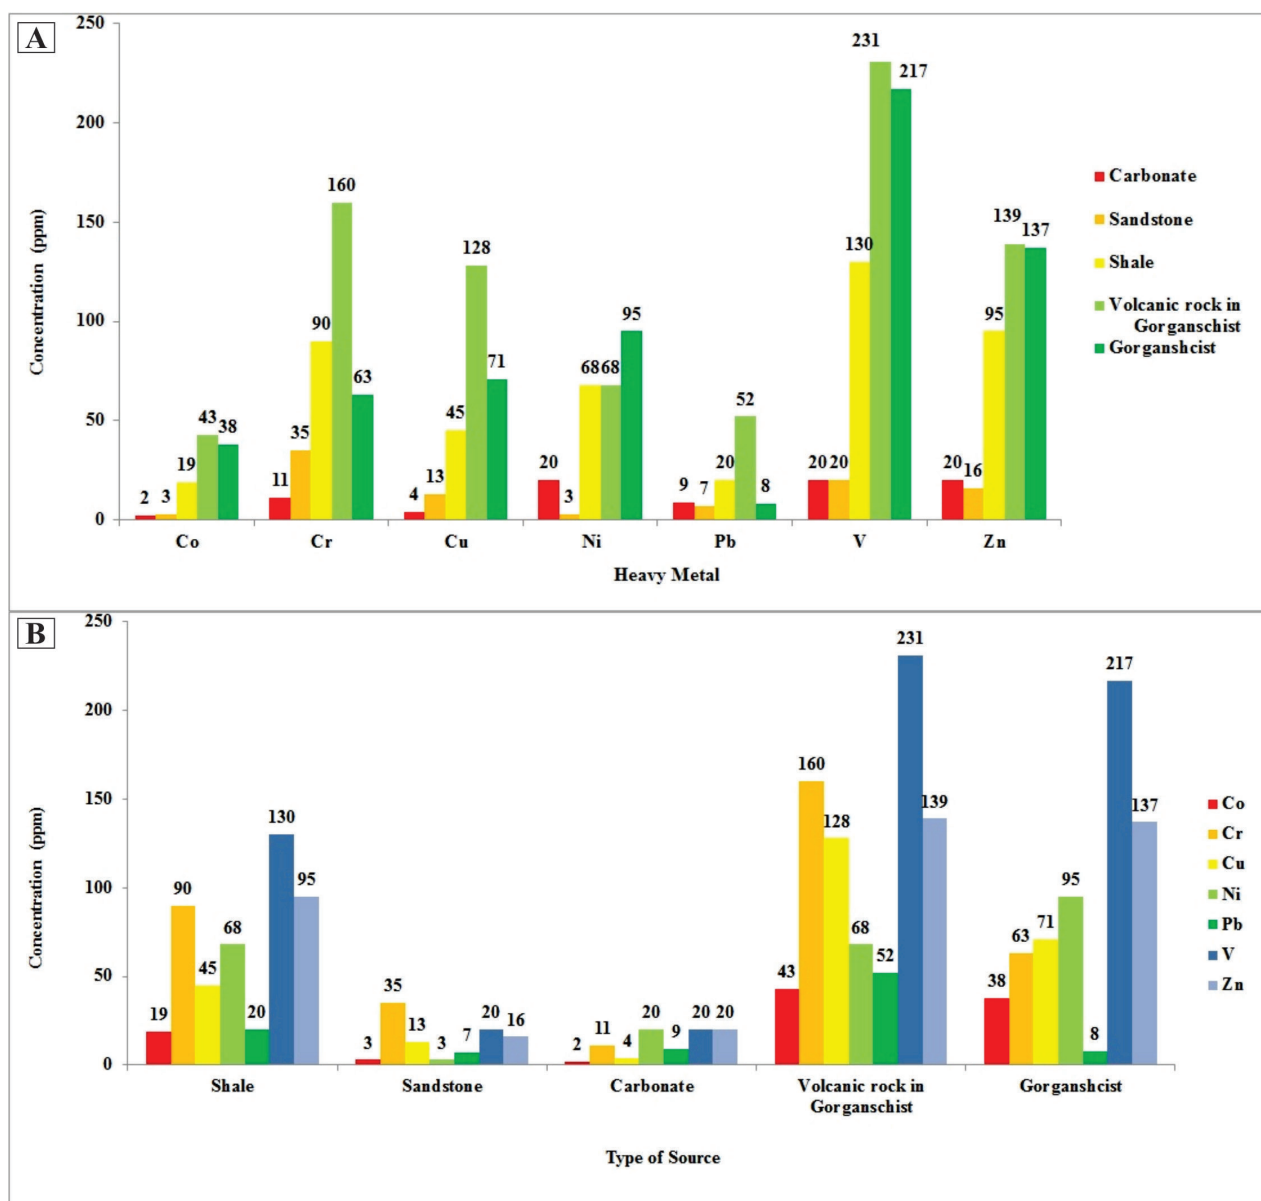 A
250
200
150
100
50
0
Concentration (ppm)
2 3 19 43 38
11 35 90 160 63
4 13 45 128 71
20 3 68 68 95
9 7 20 52 8
20 20 130 231 217
20 16 95 139 137
Co Cr Cu Ni Pb V Zn
Heavy Metal
Carbonate
Sandstone
Shale
Volcanic rock in
Gorganschist
Gorganshcist
B
250
200
150
100
50
0
Concentration (ppm)
19 90 45 68 20 130 95
3 35 13 3 7 20 16
2 11 4 20 9 20 20
43 160 128 68 52 231 139
38 63 71 95 8 217 137
Shale Sandstone Carbonate Volcanic rock in Gorganshcist
Gorganschist
Type of Source
Co
Cr
Cu
Ni
Pb
V
Zn